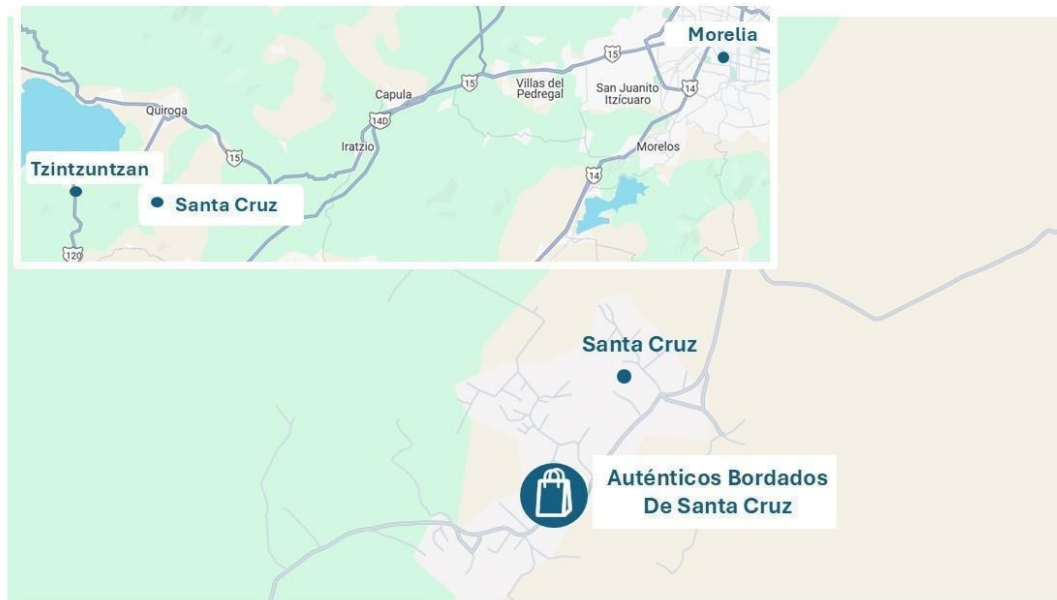 Morelia
15
15
Villas del
Pedregal
San Juanito
Itzícuaro
14
Capula
Quiroga
14D
Iratzio
Morelos
15
Tzintzuntzan
14
Santa Cruz
120
Santa Cruz
Auténticos Bordados
De Santa Cruz